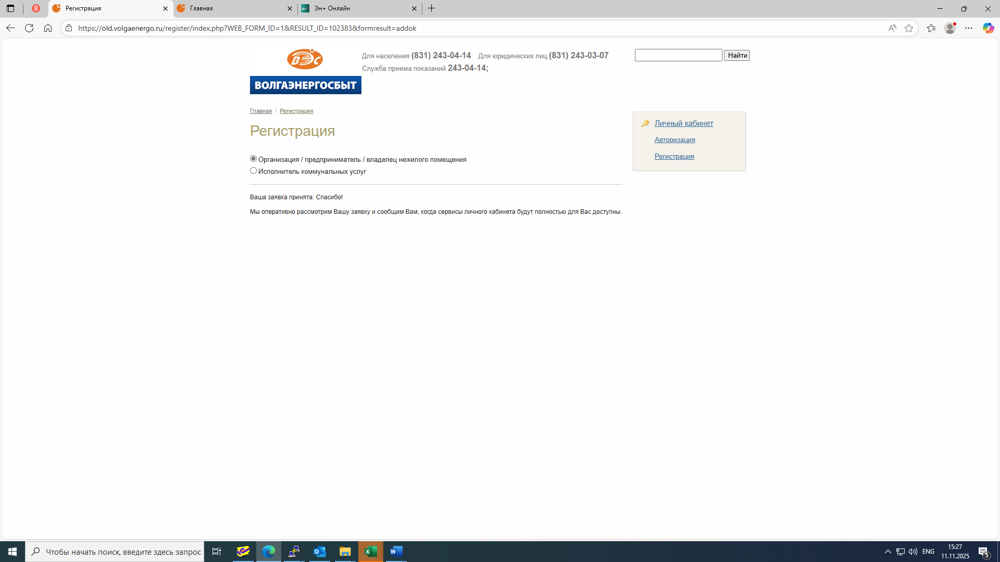 Регистрация
Главная
Эн+ Онлайн
https://old.volgaenergo.ru/register/index.php?WEB_FORM_ID=1&RESULT_ID=102383&formresult=addok
ВЭС
ВОЛГАЭНЕРГОСБЫТ
Для населения (831) 243-04-14 Для юридических лиц (831) 243-03-07
Служба приема показаний 243-04-14;
Найти
Главная / Регистрация
Регистрация
Организация / предприниматель / владелец нежилого помещения
Исполнитель коммунальных услуг
Ваша заявка принята. Спасибо!
Мы оперативно рассмотрим Вашу заявку и сообщим Вам, когда сервисы личного кабинета будут полностью для Вас доступны.
Личный кабинет
Авторизация
Регистрация
Чтобы начать поиск, введите здесь запрос
ENG
15:27
11.11.2025
5